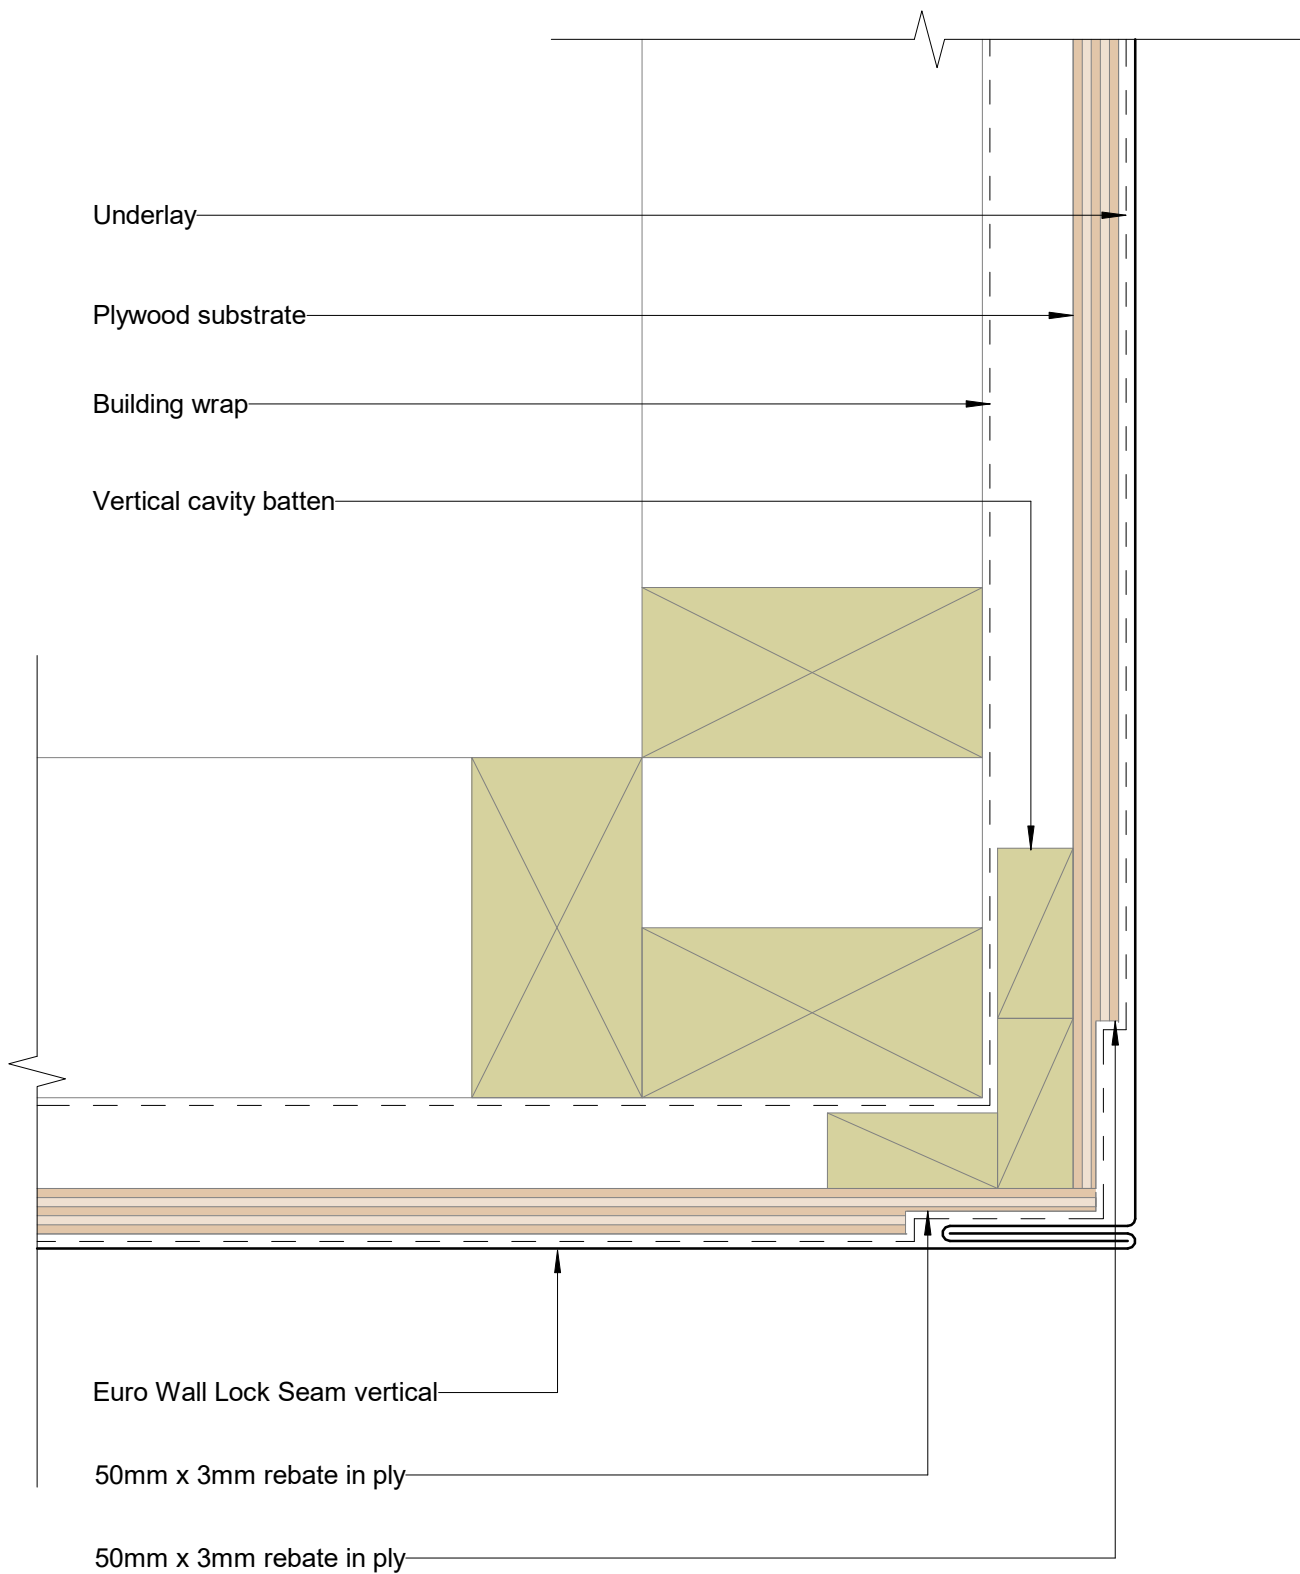 Underlay
Plywood substrate
Building wrap
Vertical cavity batten
Euro Wall Lock Seam vertical
50mm x 3mm rebate in ply
50mm x 3mm rebate in ply